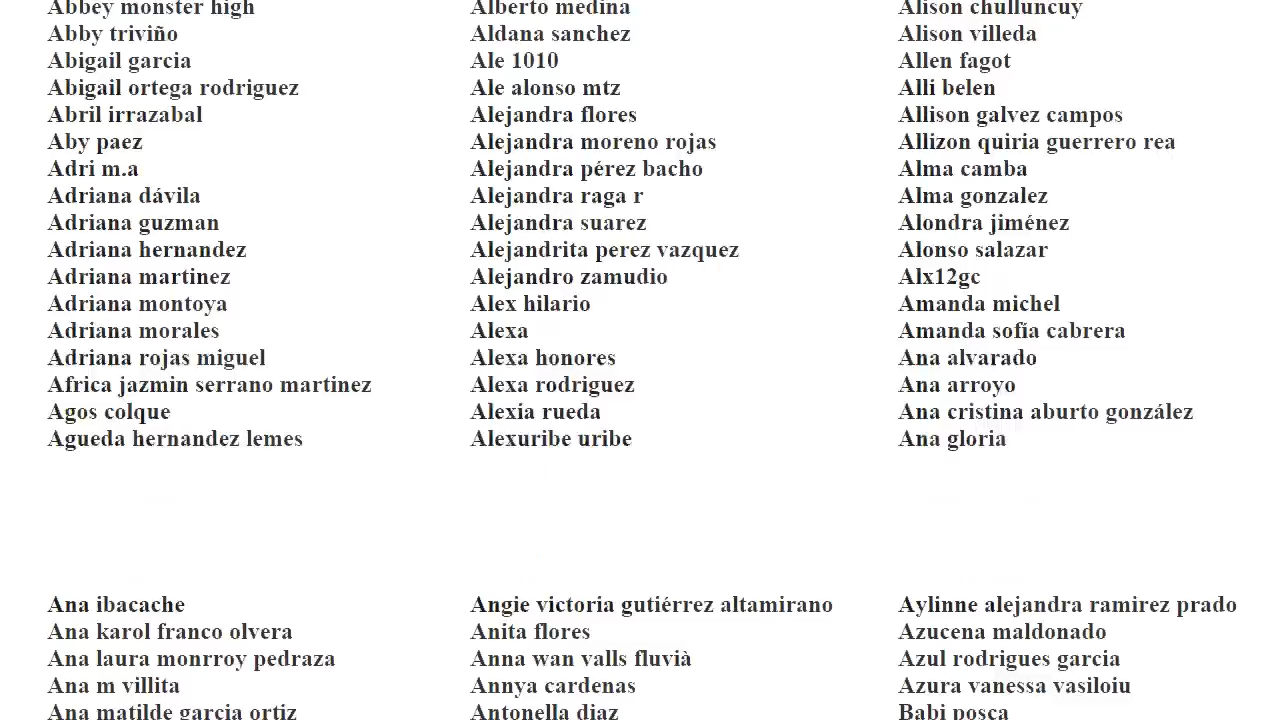 Abbey monster high
Abby triviño
Abigail garcia
Abigail ortega rodriguez
Abril irrazabal
Aby paez
Adri m.a
Adriana dávila
Adriana guzman
Adriana hernandez
Adriana martinez
Adriana montoya
Adriana morales
Adriana rojas miguel
Africa jazmin serrano martinez
Agos colque
Agueda hernandez lemes
Alberto medina
Aldana sanchez
Ale 1010
Ale alonso mtz
Alejandra flores
Alejandra moreno rojas
Alejandra pérez bacho
Alejandra raga r
Alejandra suarez
Alejandrita perez vazquez
Alejandro zamudio
Alex hilario
Alexa
Alexa honores
Alexa rodriguez
Alexia rueda
Alexuribe uribe
Alison chulluncuy
Alison villeda
Allen fagot
Alli belen
Allison galvez campos
Allizon quiria guerrero rea
Alma camba
Alma gonzalez
Alondra jiménez
Alonso salazar
Alx12gc
Amanda michel
Amanda sofia cabrera
Ana alvarado
Ana arroyo
Ana cristina aburto gonzález
Ana gloria
Ana ibacache
Ana karol franco olvera
Ana laura monrroy pedraza
Ana m villita
Ana matilde garcia ortiz
Angie victoria gutiérrez altamirano
Anita flores
Anna wan valls fluvià
Annya cardenas
Antonella diaz
Aylinne alejandra ramirez prado
Azucena maldonado
Azul rodrigues garcia
Azura vanessa vasiloiu
Babi posca